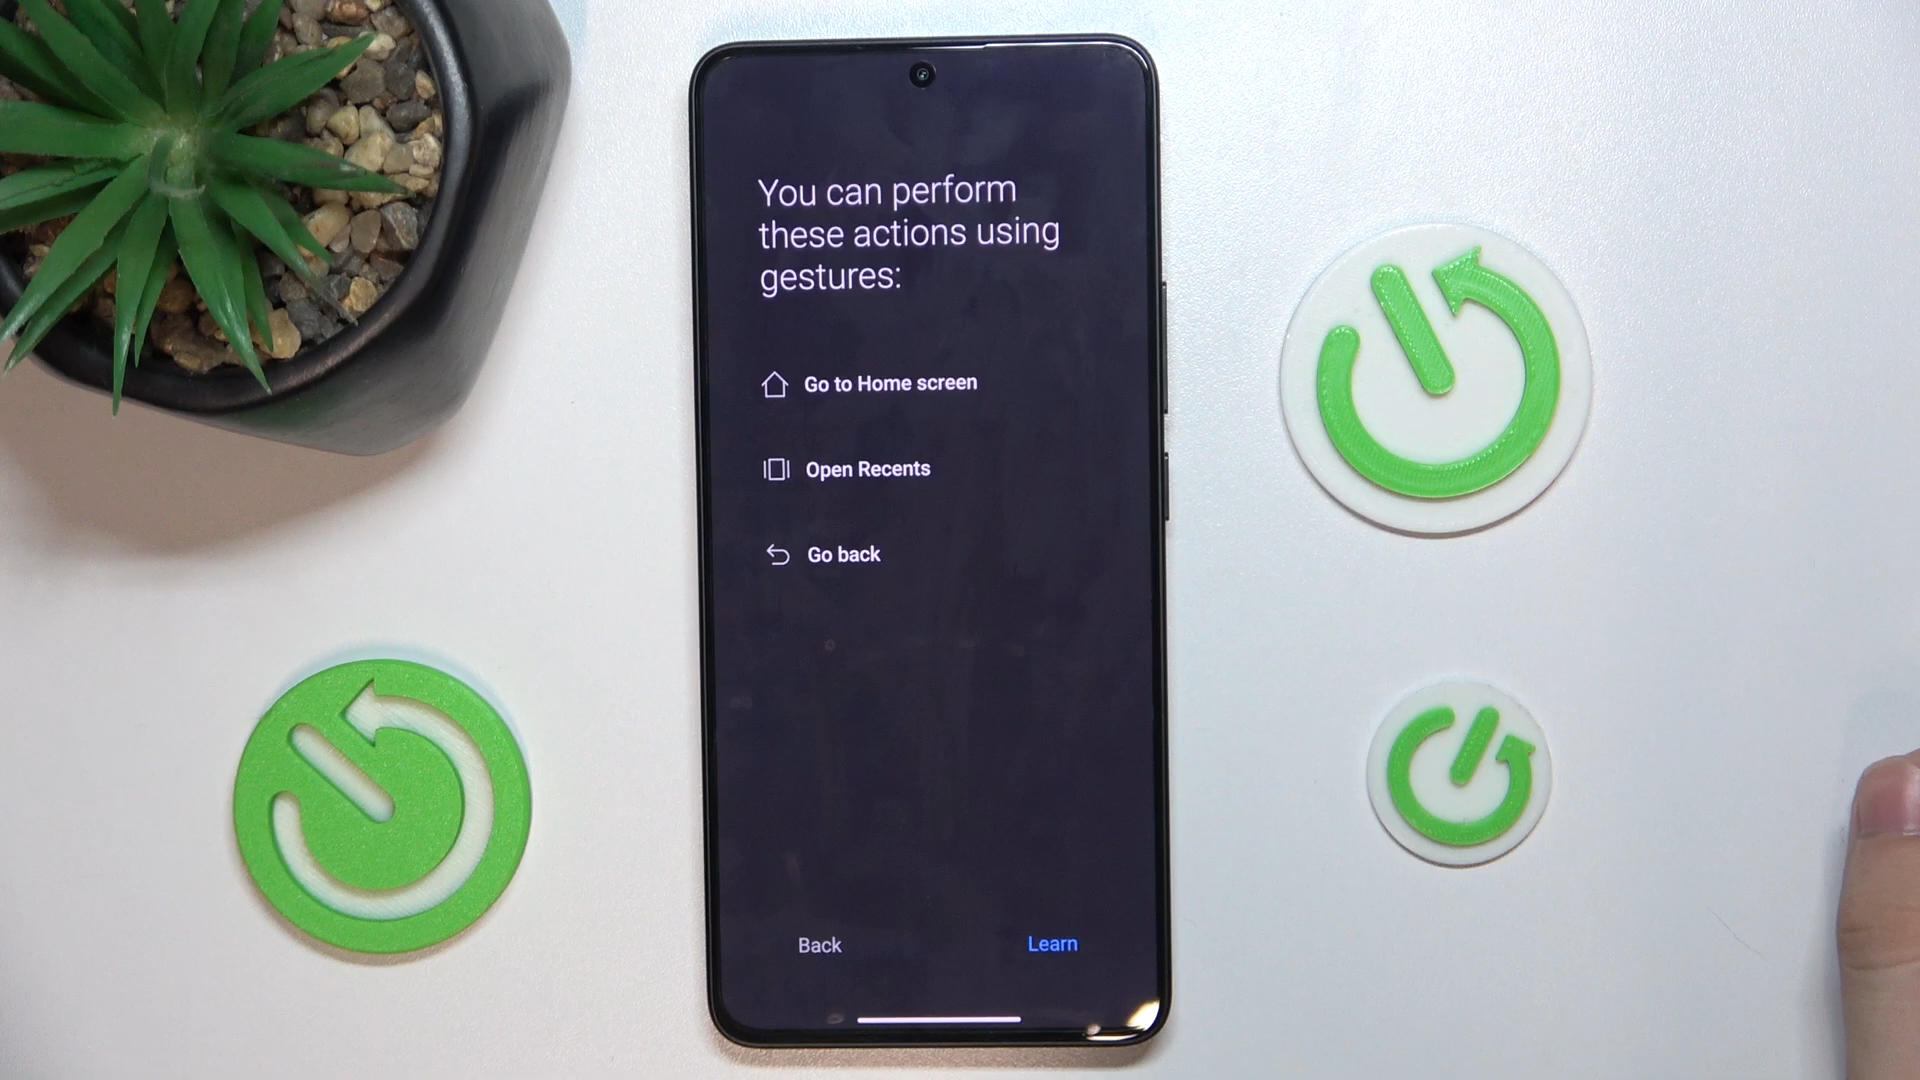 You can perform
these actions using
gestures:
Go to Home screen
Open Recents
Go back
Back
Learn